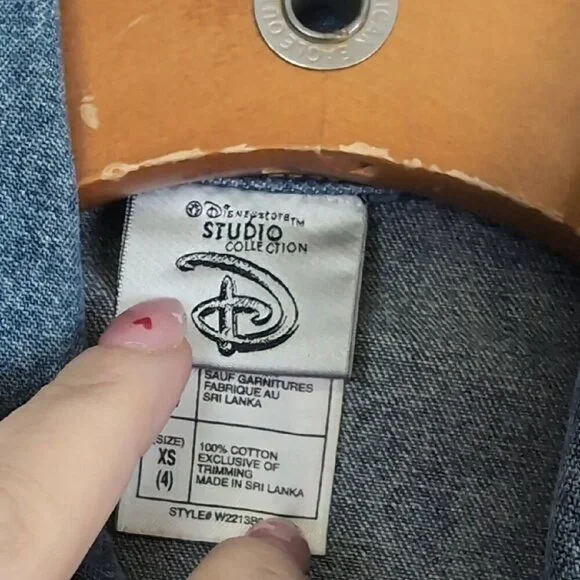 DISNEYSTORE™
STUDIO
COLLECTION
D
SAUF GARNITURES
FABRIQUE AU
SRI LANKA
(SIZE)
XS
(4)
100% COTTON
EXCLUSIVE OF
TRIMMING
MADE IN SRI LANKA
STYLE#